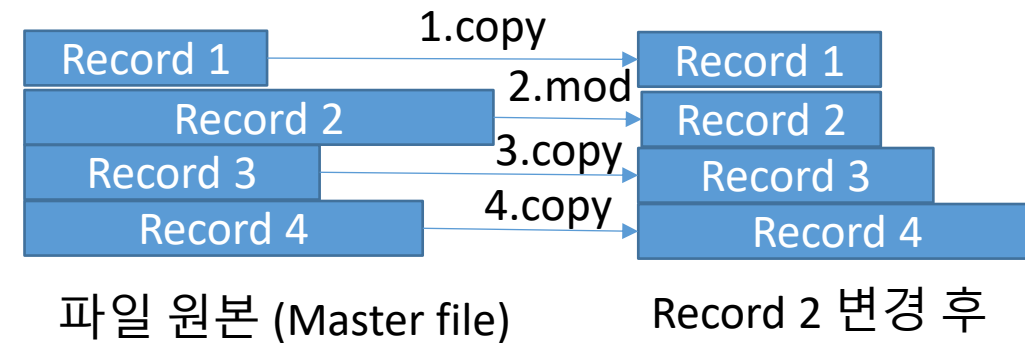 1.copy
Record 1
Record 1
2.mod
Record 2
Record 2
3.copy
Record 3
Record 3
4.copy
Record 4
Record 4
파일 원본 (Master file)
Record 2 변경 후